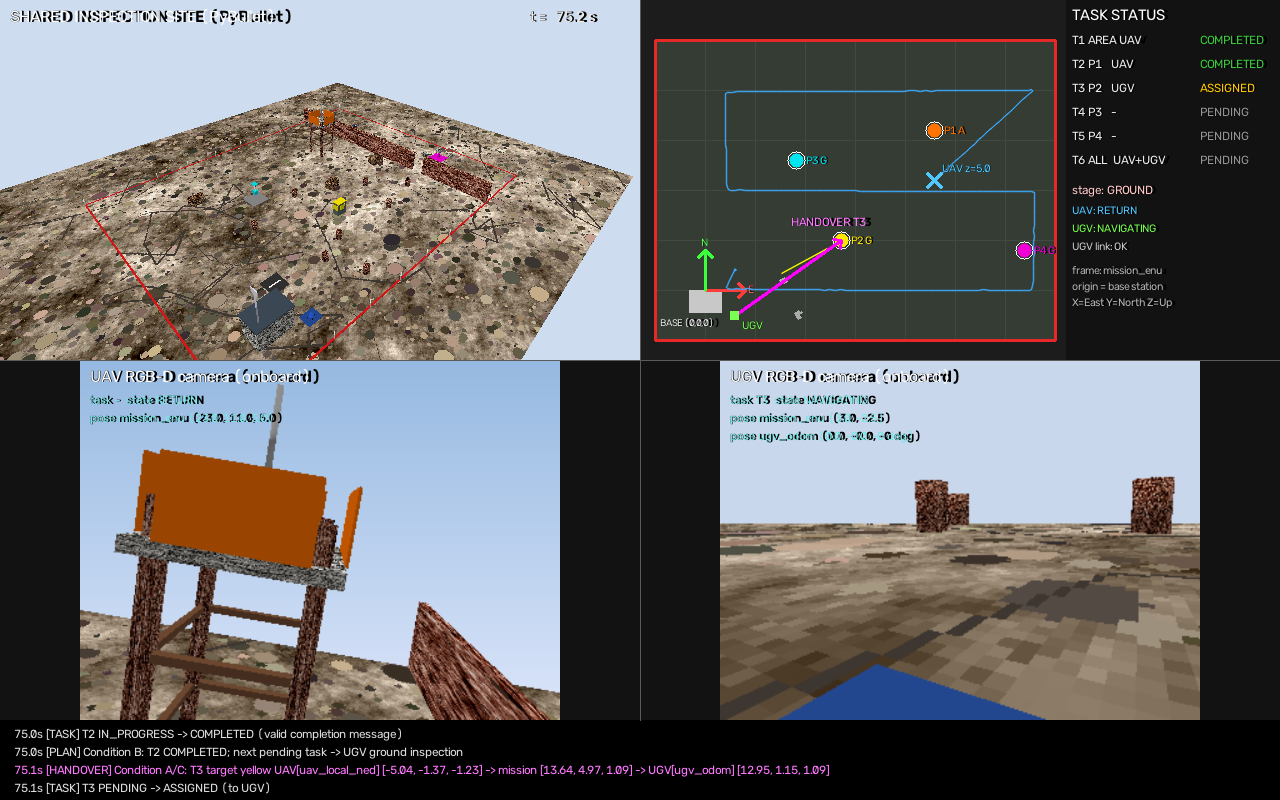 SHARED INSPECTION SITE (PyBullet)
t = 75.2 s
P1 A
P3 G
UAV z=5.0
HANDOVER T3
P2 G
P4 G
N
E
BASE (0,0,0)
UGV
TASK STATUS
T1 AREA UAV COMPLETED
T2 P1 UAV COMPLETED
T3 P2 UGV ASSIGNED
T4 P3 - PENDING
T5 P4 - PENDING
T6 ALL UAV+UGV PENDING
stage: GROUND
UAV: RETURN
UGV: NAVIGATING
UGV link: OK
frame: mission_enu
origin = base station
X=East Y=North Z=Up
UAV RGB-D camera (onboard)
task - state RETURN
pose mission_enu (23.0, 11.0, 5.0)
UGV RGB-D camera (onboard)
task T3 state NAVIGATING
pose mission_enu (3.0, -2.5)
pose ugv_odom (0.0, -0.0, -0 deg)
75.0s [TASK] T2 IN_PROGRESS -> COMPLETED (valid completion message)
75.0s [PLAN] Condition B: T2 COMPLETED; next pending task -> UGV ground inspection
75.1s [HANDOVER] Condition A/C: T3 target yellow UAV[uav_local_ned] [-5.04, -1.37, -1.23] -> mission [13.64, 4.97, 1.09] -> UGV[ugv_odom] [12.95, 1.15, 1.09]
75.1s [TASK] T3 PENDING -> ASSIGNED (to UGV)